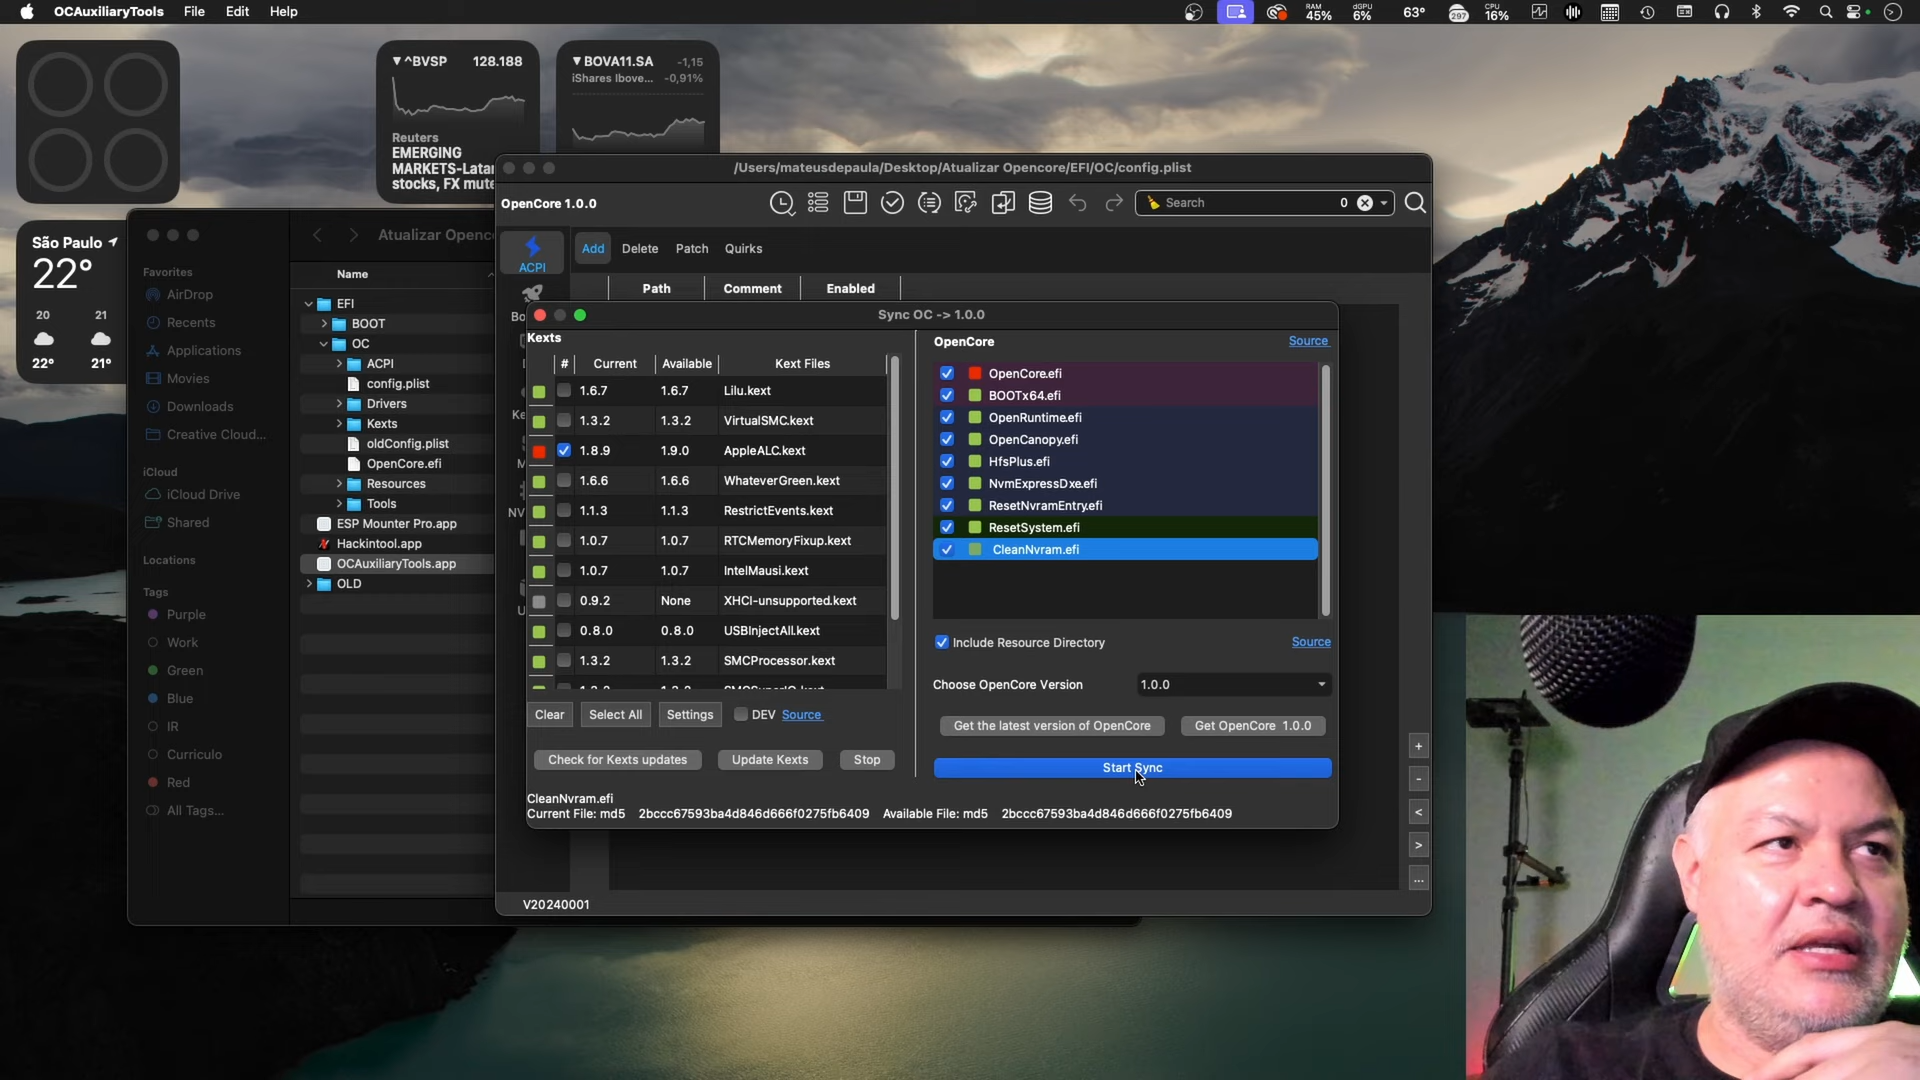 OCAuxiliaryTools File Edit Help
RAM 45% dGPU 6% 63° 297 CPU 16%
▼ ^BVSP 128.188
Reuters
EMERGING
MARKETS-Lata
stocks, FX mute
▼ BOVA11.SA -1,15
iShares Ibove... -0,91%
São Paulo
22°
20 21
22° 21°
Atualizar Openc
Favorites
AirDrop
Recents
Applications
Movies
Downloads
Creative Cloud...
iCloud
iCloud Drive
Shared
Locations
Tags
Purple
Work
Green
Blue
IR
Curriculo
Red
All Tags...
Name
EFI
BOOT
OC
ACPI
config.plist
Drivers
Kexts
oldConfig.plist
OpenCore.efi
Resources
Tools
ESP Mounter Pro.app
Hackintool.app
OCAuxiliaryTools.app
OLD
/Users/mateusdepaula/Desktop/Atualizar Opencore/EFI/OC/config.plist
OpenCore 1.0.0
Search 0
ACPI
Add Delete Patch Quirks
Path Comment Enabled
Bo
Ke
M
NV
U
Sync OC -> 1.0.0
Kexts
# Current Available Kext Files
1.6.7 1.6.7 Lilu.kext
1.3.2 1.3.2 VirtualSMC.kext
1.8.9 1.9.0 AppleALC.kext
1.6.6 1.6.6 WhateverGreen.kext
1.1.3 1.1.3 RestrictEvents.kext
1.0.7 1.0.7 RTCMemoryFixup.kext
1.0.7 1.0.7 IntelMausi.kext
0.9.2 None XHCI-unsupported.kext
0.8.0 0.8.0 USBInjectAll.kext
1.3.2 1.3.2 SMCProcessor.kext
Clear Select All Settings DEV Source
Check for Kexts updates Update Kexts Stop
OpenCore Source
OpenCore.efi
BOOTx64.efi
OpenRuntime.efi
OpenCanopy.efi
HfsPlus.efi
NvmExpressDxe.efi
ResetNvramEntry.efi
ResetSystem.efi
CleanNvram.efi
Include Resource Directory Source
Choose OpenCore Version 1.0.0
Get the latest version of OpenCore Get OpenCore 1.0.0
Start Sync
CleanNvram.efi
Current File: md5 2bccc67593ba4d846d666f0275fb6409 Available File: md5 2bccc67593ba4d846d666f0275fb6409
+
-
<
>
...
V20240001